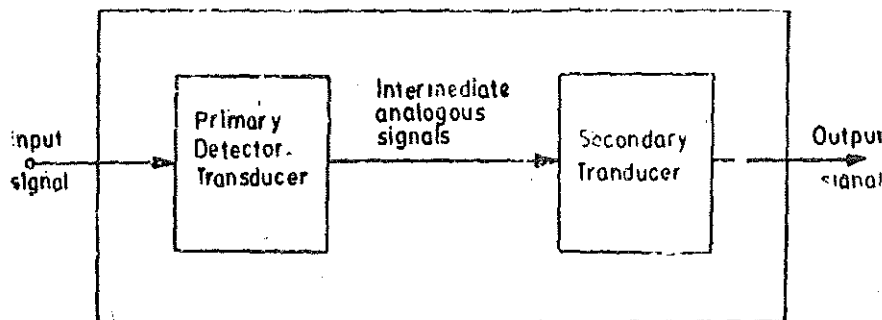 Input
signal
Primary
Detector-
Transducer
Intermediate
analogous
signals
Secondary
Tranducer
Output
signal